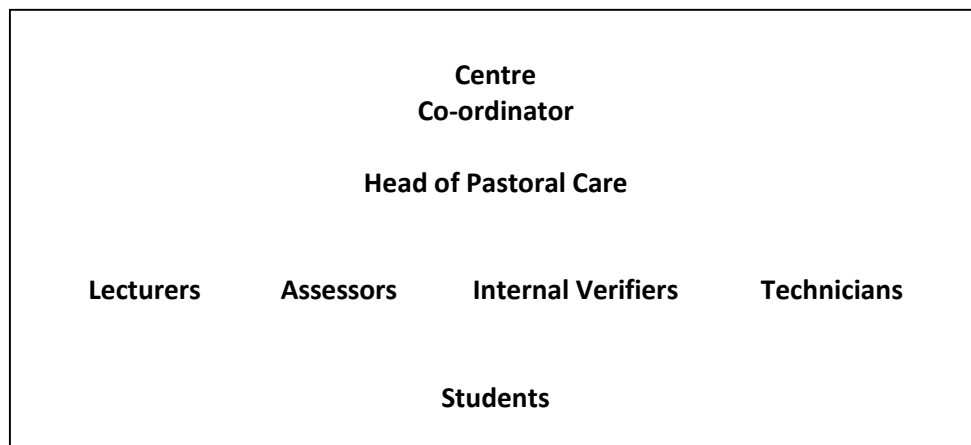 Centre
Co-ordinator
Head of Pastoral Care
Lecturers Assessors Internal Verifiers Technicians
Students